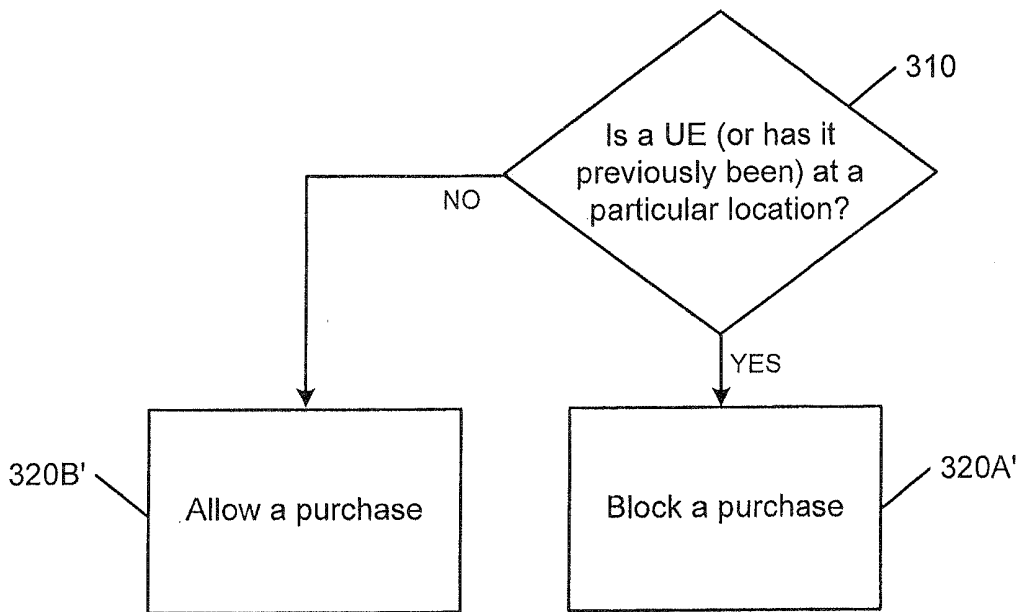 310
Is a UE (or has it
previously been) at a
particular location?
NO
YES
320B'
Allow a purchase
Block a purchase
320A'